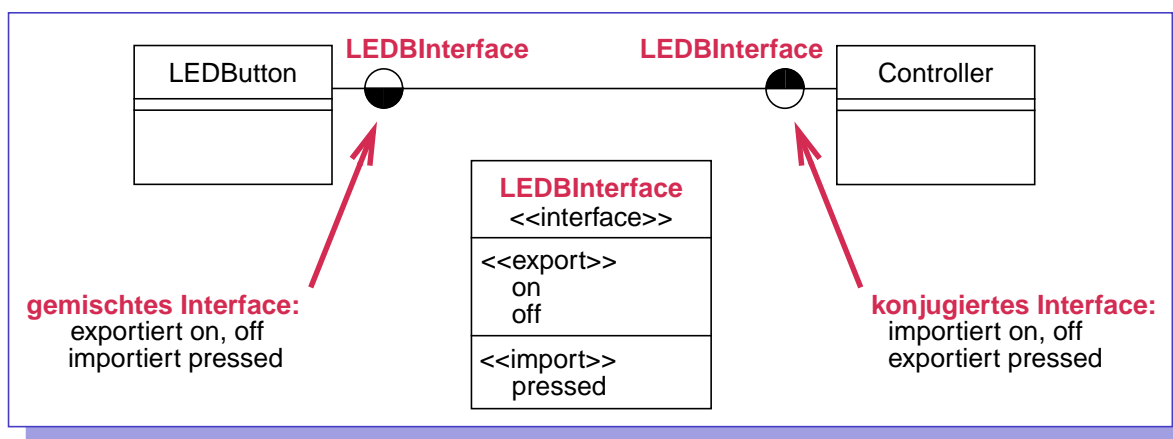 LEDBInterface
LEDBInterface
LEDButton
Controller
LEDBInterface
<<interface>>
<<export>>
on
off
<<import>>
pressed
gemischtes Interface:
exportiert on, off
importiert pressed
konjugiertes Interface:
importiert on, off
exportiert pressed